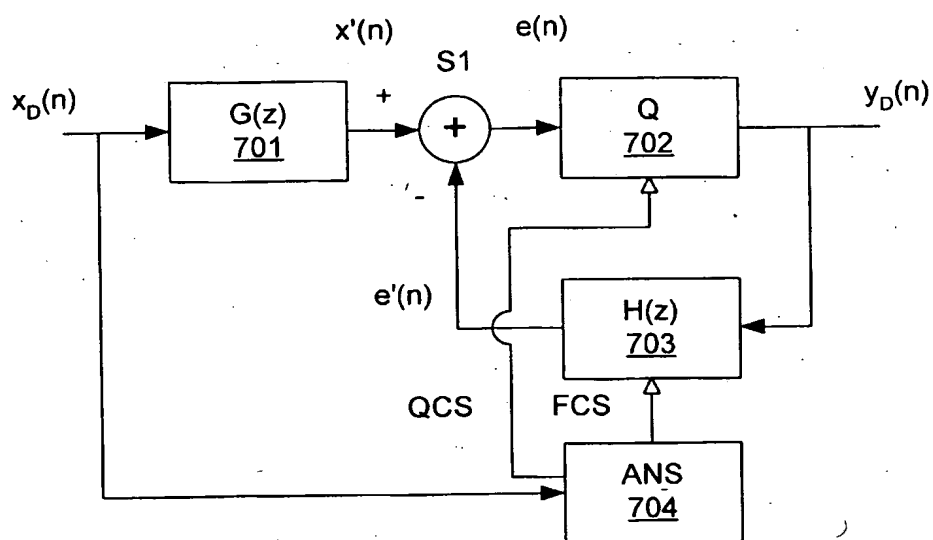 x'(n)
e(n)
S1
x_D(n)
G(z)
701
+
+
Q
702
y_D(n)
-
e'(n)
H(z)
703
QCS
FCS
ANS
704